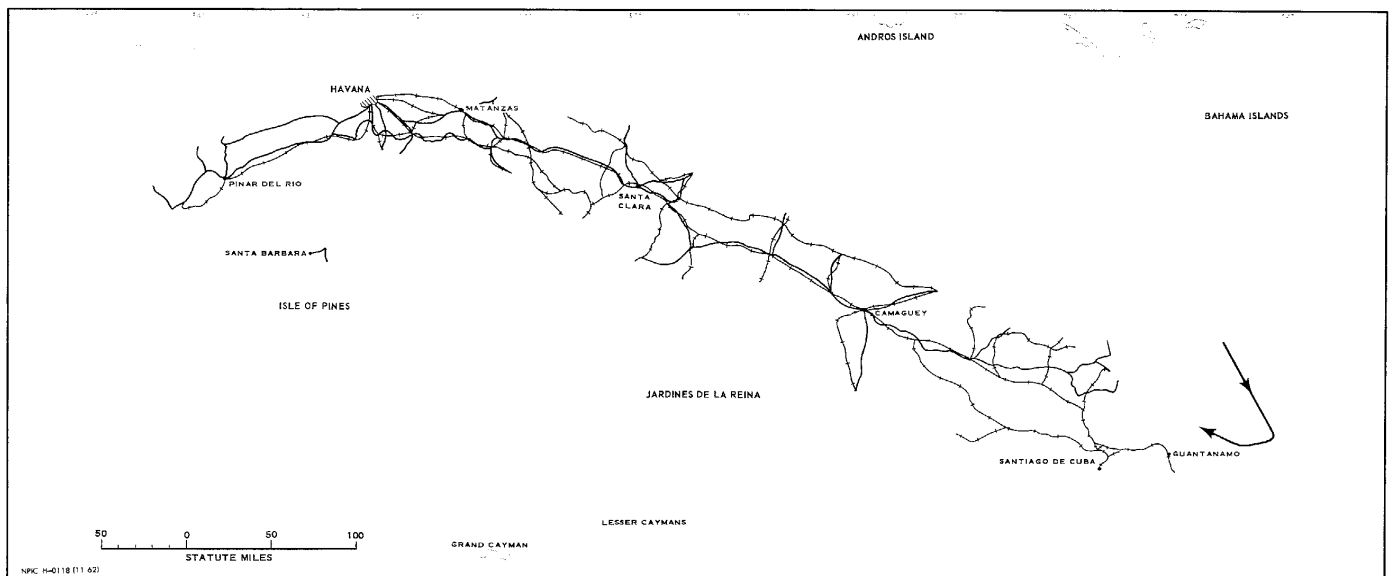 ANDROS ISLAND
HAVANA
MATANZAS
BAHAMA ISLANDS
PINAR DEL RIO
SANTA
CLARA
SANTA BARBARA
ISLE OF PINES
CAMAGUEY
JARDINES DE LA REINA
GUANTANAMO
SANTIAGO DE CUBA
LESSER CAYMANS
50 0 50 100
GRAND CAYMAN
STATUTE MILES
NPIC H-0118 (11 62)